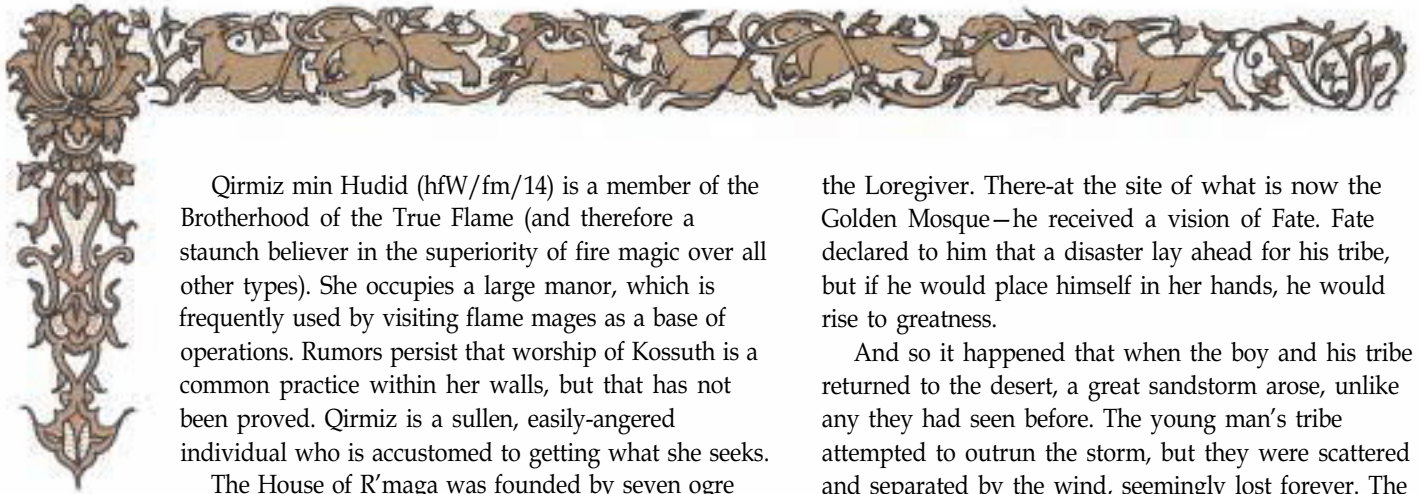 Qirmiz min Hudid (hfW/fm/14) is a member of the
Brotherhood of the True Flame (and therefore a
staunch believer in the superiority of fire magic over all
other types). She occupies a large manor, which is
frequently used by visiting flame mages as a base of
operations. Rumors persist that worship of Kossuth is a
common practice within her walls, but that has not
been proved. Qirmiz is a sullen, easily-angered
individual who is accustomed to getting what she seeks.
The House of R'maga was founded by seven ogre
the Loregiver. There-at the site of what is now the
Golden Mosque—he received a vision of Fate. Fate
declared to him that a disaster lay ahead for his tribe,
but if he would place himself in her hands, he would
rise to greatness.
And so it happened that when the boy and his tribe
returned to the desert, a great sandstorm arose, unlike
any they had seen before. The young man's tribe
attempted to outrun the storm, but they were scattered
and separated by the wind, seemingly lost forever. The